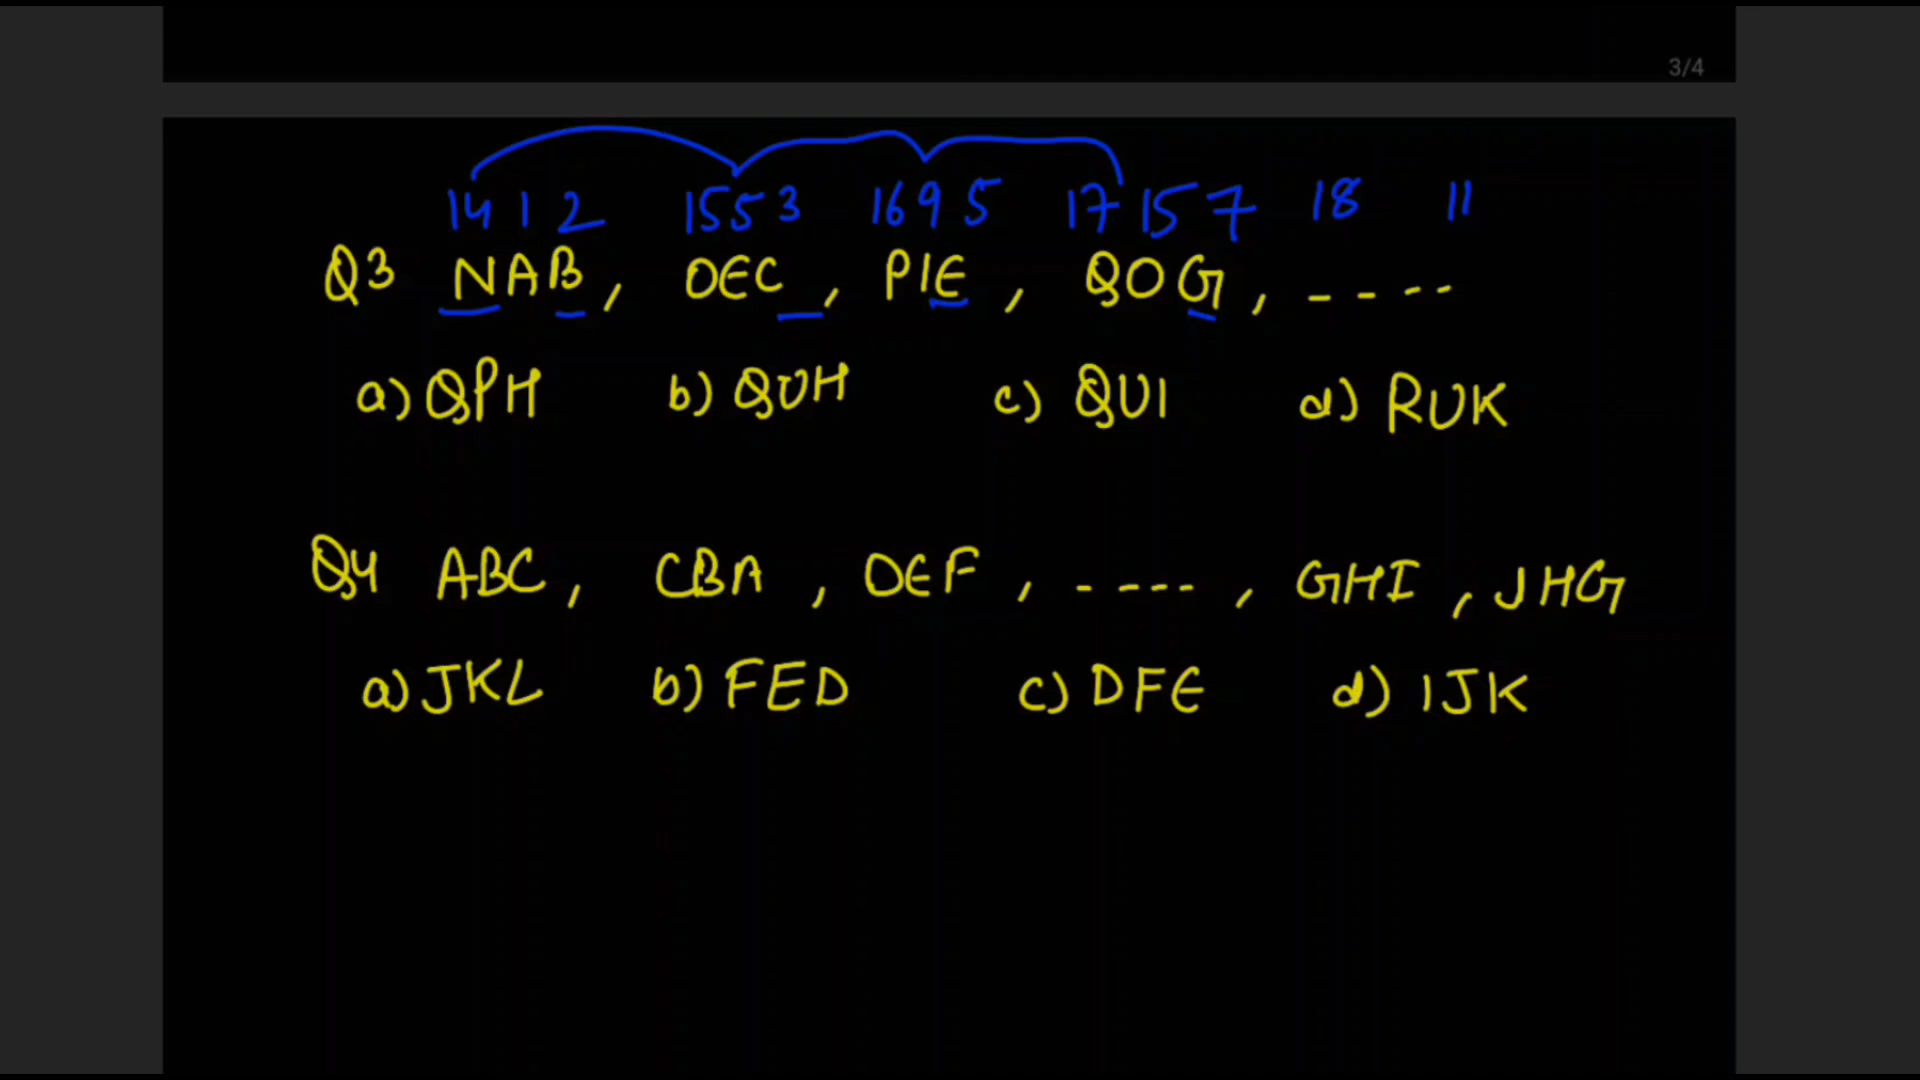 3/4
14 1 2 15 5 3 16 9 5 17 15 7 18 11
Q3 NAB, OEC, PIE, QOG, ----
a) QPH b) QUH c) QUI d) RUK
Q4 ABC, CBA, DEF, ----, GHI, JHG
a) JKL b) FED c) DFE d) IJK